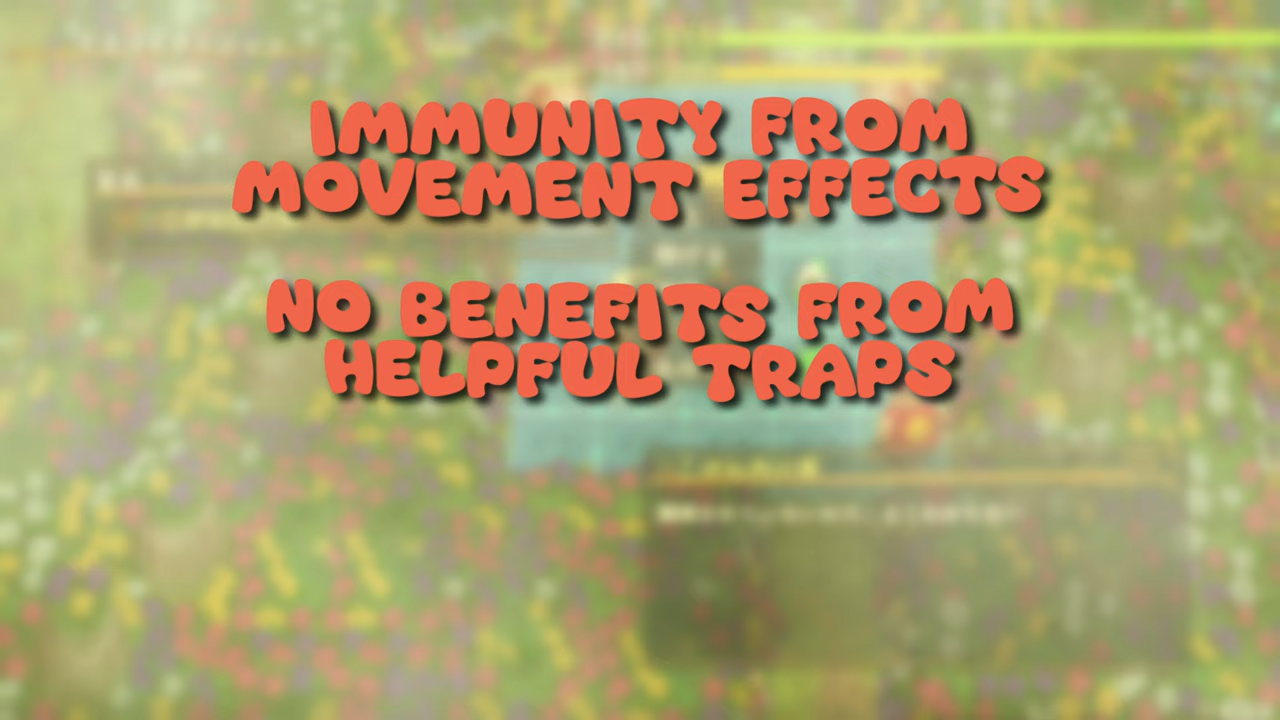 IMMUNITY FROM
MOVEMENT EFFECTS
NO BENEFITS FROM
HELPFUL TRAPS